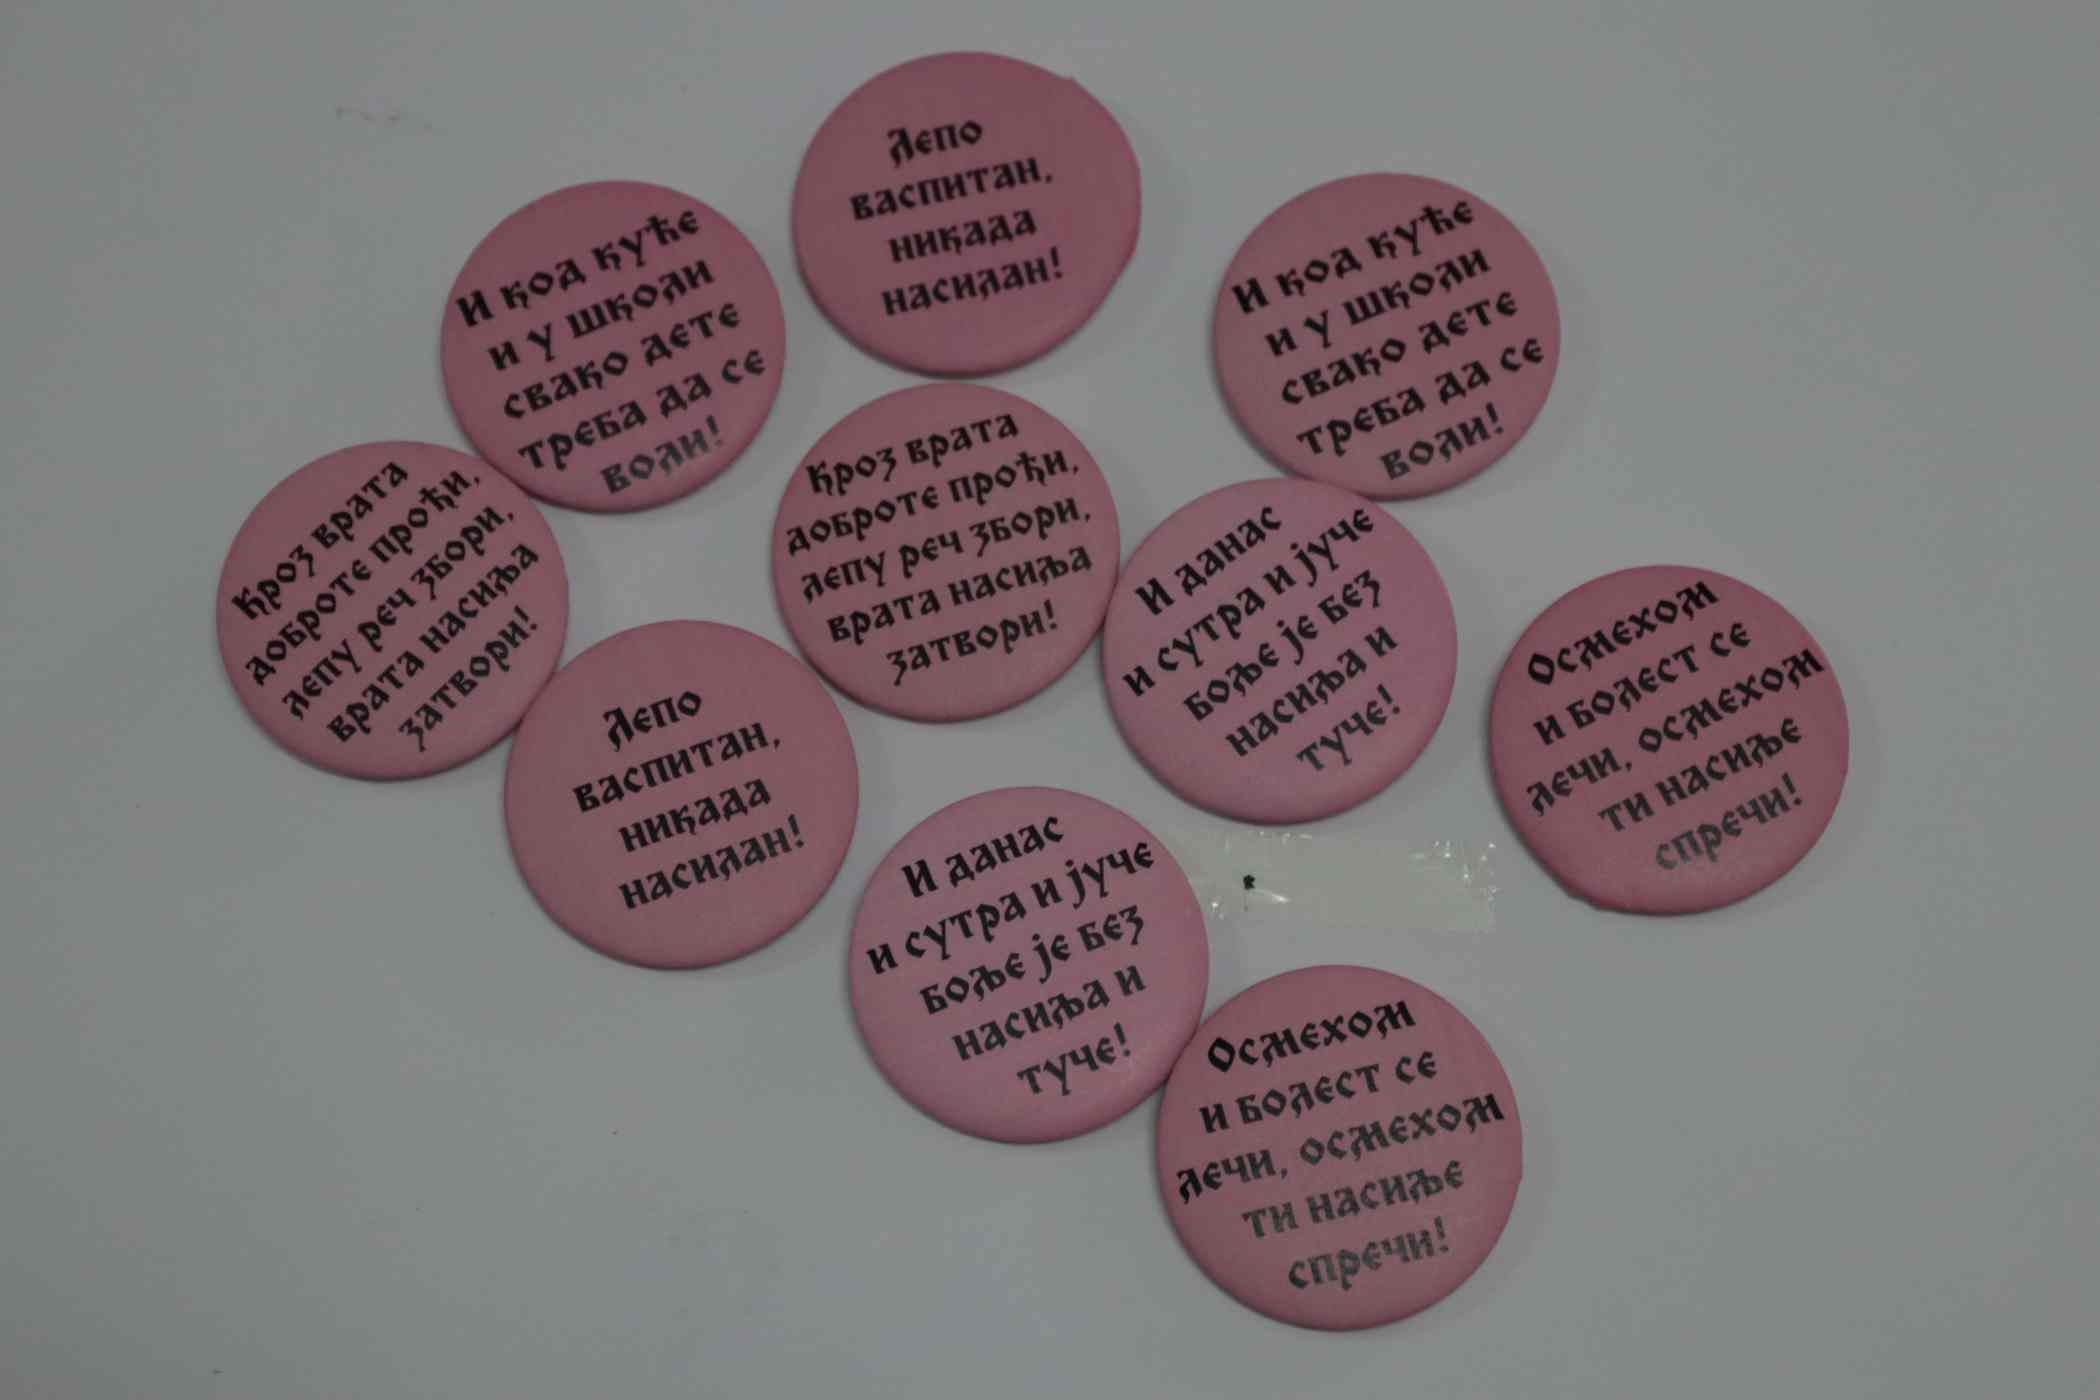 Лепо
васпитан,
никада
насилан!
И код куће
и у школи
свако дете
треба да се
воли!
И код куће
и у школи
свако дете
треба да се
воли!
Кроз врата
доброте прођи,
лепу реч збори,
врата насиља
затвори!
Кроз врата
доброте прођи,
лепу реч збори,
врата насиља
затвори!
И данас
и сутра и јуче
боље је без
насиља и
туче!
Осмехом
и болест се
лечи, осмехом
ти насиље
спречи!
Лепо
васпитан,
никада
насилан!
И данас
и сутра и јуче
боље је без
насиља и
туче!
Осмехом
и болест се
лечи, осмехом
ти насиље
спречи!